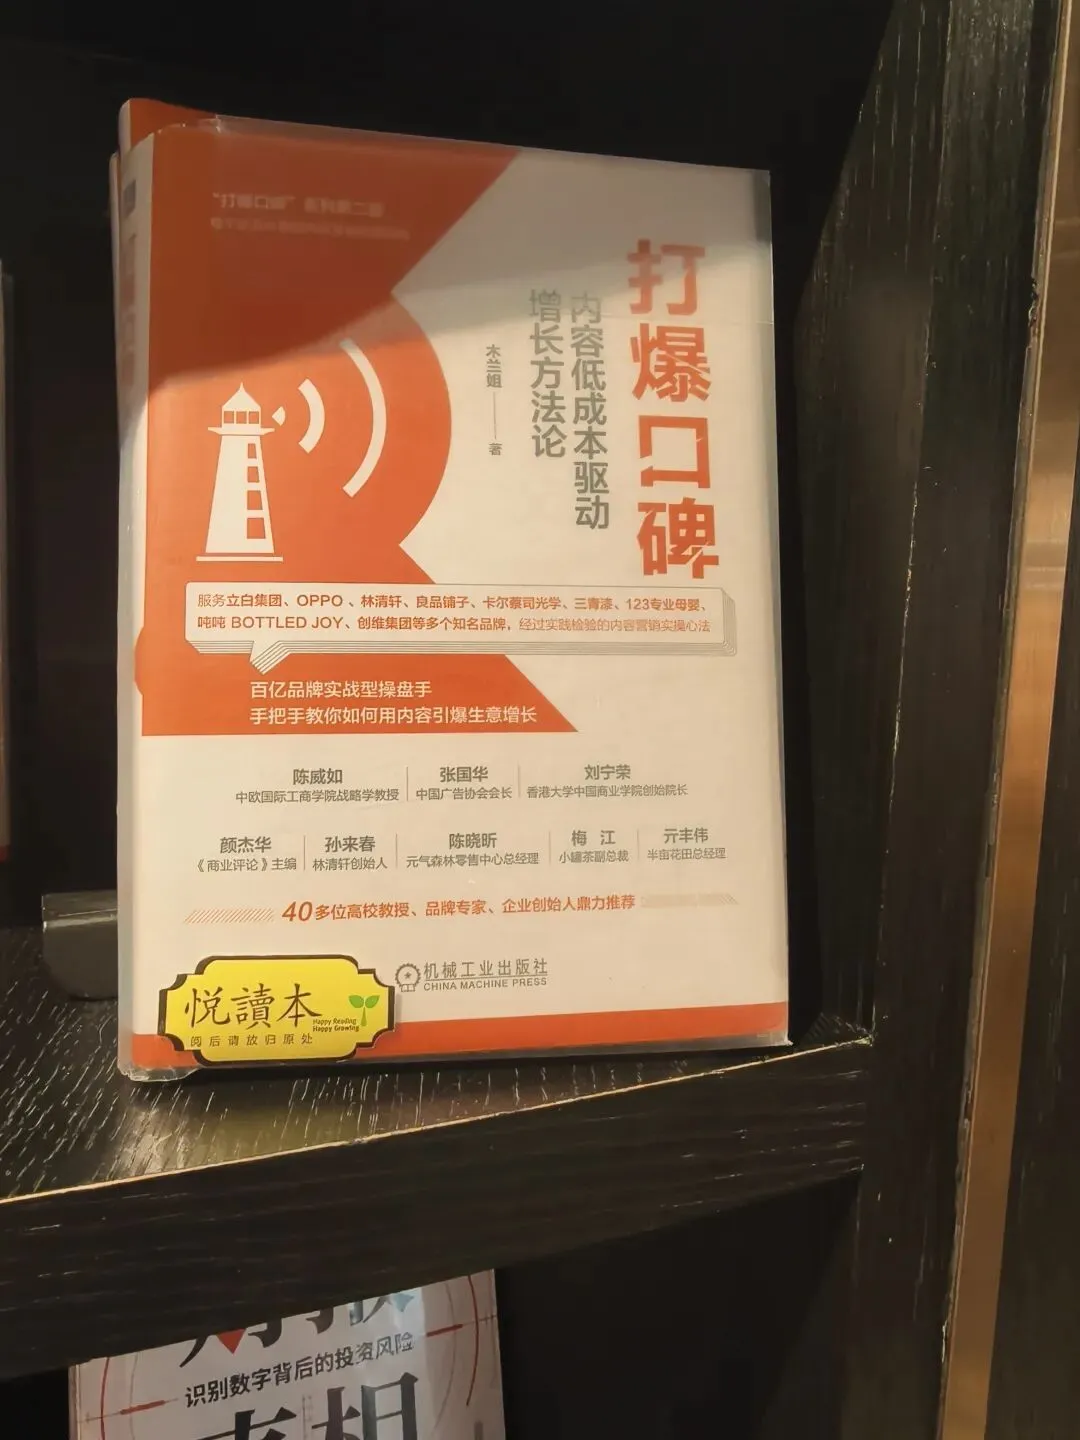 “打爆口碑”系列第二部
打爆口碑
内容低成本驱动
增长方法论
木兰姐——著
服务立白集团、OPPO、林清轩、良品铺子、卡尔蔡司光学、三青漆、123专业母婴、
吨吨 BOTTLED JOY、创维集团等多个知名品牌，经过实践检验的内容营销实操心法
百亿品牌实战型操盘手
手把手教你如何用内容引爆生意增长
陈威如 张国华 刘宁荣
中欧国际工商学院战略学教授 中国广告协会会长 香港大学中国商业学院创始院长
颜杰华 孙来春 陈晓昕 梅 江 亓丰伟
《商业评论》主编 林清轩创始人 元气森林零售中心总经理 小罐茶副总裁 半亩花田总经理
40多位高校教授、品牌专家、企业创始人鼎力推荐
机械工业出版社
CHINA MACHINE PRESS
悦讀本
Happy Reading
Happy Growing
阅后请放归原处
识别数字背后的投资风险
真相